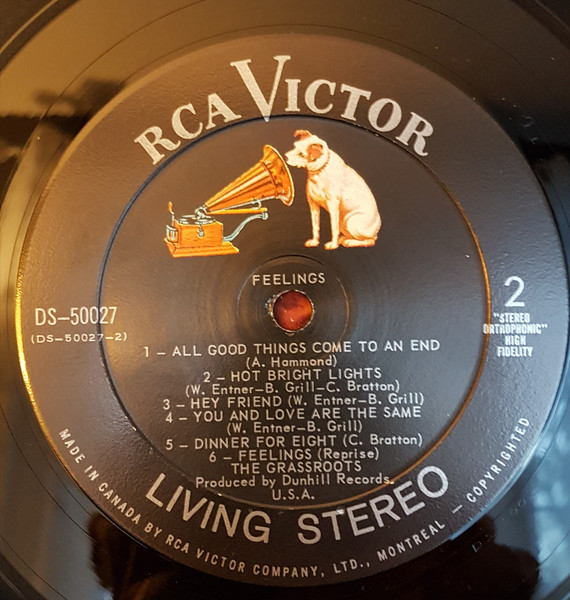 RCA VICTOR
FEELINGS
DS-50027
(DS-50027-2)
2
"STEREO
ORTHOPHONIC"
HIGH
FIDELITY
1 - ALL GOOD THINGS COME TO AN END
(A. Hammond)
2 - HOT BRIGHT LIGHTS
(W. Entner-B. Grill-C. Bratton)
3 - HEY FRIEND (W. Entner-B. Grill)
4 - YOU AND LOVE ARE THE SAME
(W. Entner-B. Grill)
5 - DINNER FOR EIGHT (C. Bratton)
6 - FEELINGS (Reprise)
THE GRASSROOTS
Produced by Dunhill Records,
U.S.A.
LIVING STEREO
MADE IN CANADA BY RCA VICTOR COMPANY, LTD., MONTREAL - COPYRIGHTED